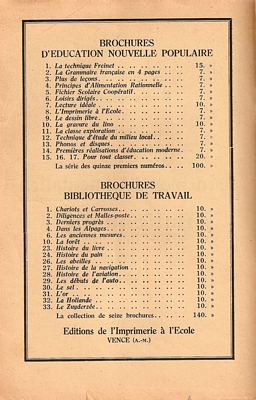 BROCHURES
D'EDUCATION NOUVELLE POPULAIRE
1. La technique Freinet . . . . . . . . . . 15. »
2. La Grammaire française en 4 pages . . . . 7. »
3. Plus de leçons. . . . . . . . . . . . 7. »
4. Principes d'Alimentation Rationnelle . . . 7. »
5. Fichier Scolaire Coopératif. . . . . . . . 7. »
6. Loisirs dirigés. . . . . . . . . . . . 7. »
7. Lecture idéale . . . . . . . . . . . . 10. »
8. L'Imprimerie à l'Ecole. . . . . . . . . . 7. »
9. Le dessin libre. . . . . . . . . . . . 7. »
10. La gravure du lino . . . . . . . . . . 10. »
11. La classe exploration . . . . . . . . . . 7. »
12. Technique d'étude du milieu local. . . . . 7. »
13. Phonos et disques. . . . . . . . . . . 7. »
14. Premières réalisations d'éducation moderne. 7. »
15. 16. 17. Pour tout classer. . . . . . . . . 20. »
La série des quinze premiers numéros. . . 100. »
BROCHURES
BIBLIOTHEQUE DE TRAVAIL
1. Chariots et Carrosses. . . . . . . . . . 10. »
2. Diligences et Malles-poste. . . . . . . . 10. »
3. Derniers progrès . . . . . . . . . . . 10. »
4. Dans les Alpages. . . . . . . . . . . 10. »
6. Les anciennes mesures. . . . . . . . . . 10. »
10. La forêt . . . . . . . . . . . . . . 10. »
23. Histoire du livre . . . . . . . . . . . 10. »
24. Histoire du pain . . . . . . . . . . . 10. »
26. Les abeilles . . . . . . . . . . . . 10. »
27. Histoire de la navigation . . . . . . . . 10. »
28. Histoire de l'aviation. . . . . . . . . . 10. »
29. Les débuts de l'auto. . . . . . . . . . 10. »
30. Le sel. . . . . . . . . . . . . . . 10. »
31. L'or . . . . . . . . . . . . . . . 10. »
32. La Hollande . . . . . . . . . . . . 10. »
33. Le Zuyderzée. . . . . . . . . . . . 10. »
La collection de seize brochures. . . . . 140. »
Editions de l'Imprimerie à l'Ecole
VENCE (A.-M.)